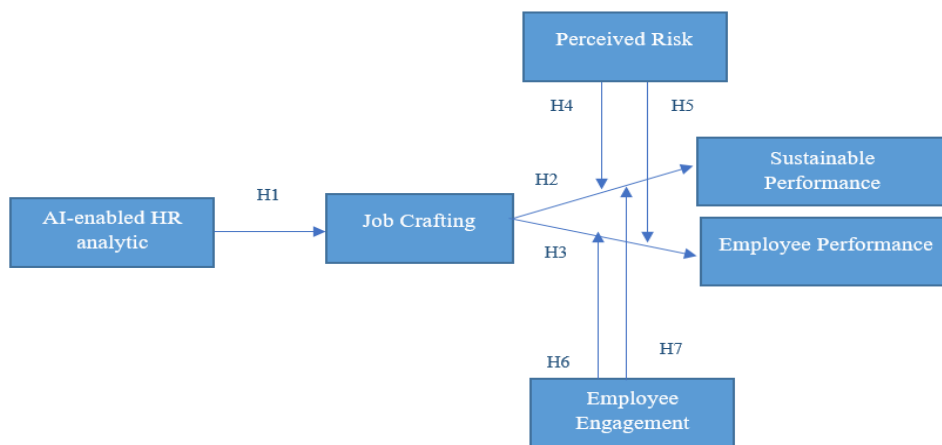 Perceived Risk
H4
H5
H2
Sustainable
Performance
H1
AI-enabled HR
analytic
Job Crafting
H3
Employee Performance
H6
H7
Employee
Engagement